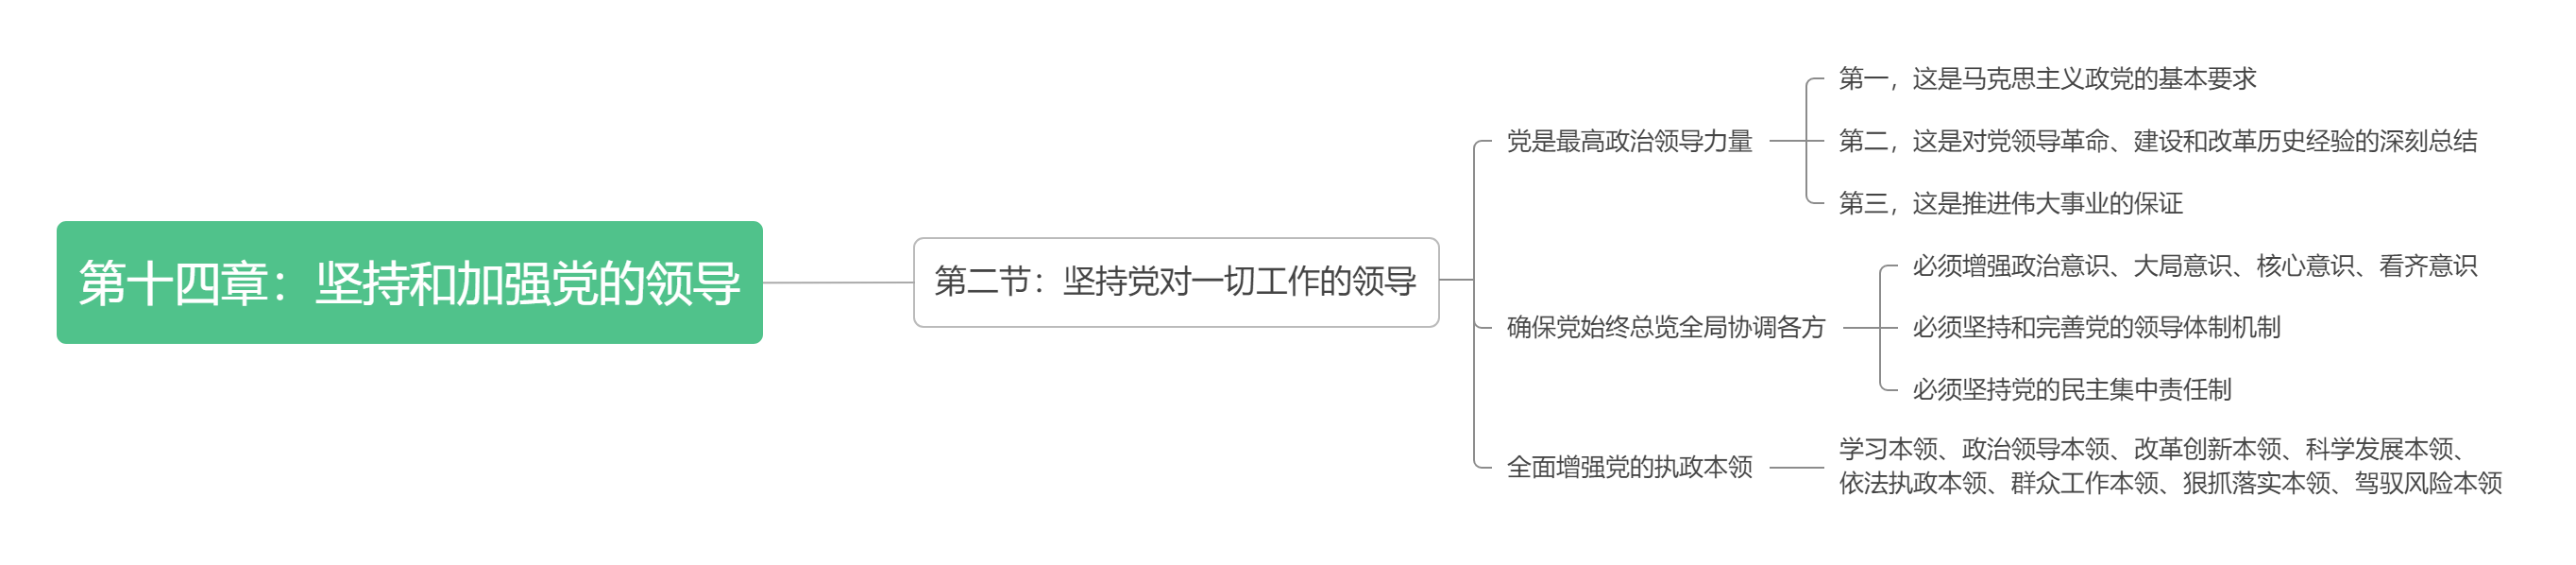 第十四章：坚持和加强党的领导
第二节：坚持党对一切工作的领导
党是最高政治领导力量
第一，这是马克思主义政党的基本要求
第二，这是对党领导革命、建设和改革历史经验的深刻总结
第三，这是推进伟大事业的保证
确保党始终总览全局协调各方
必须增强政治意识、大局意识、核心意识、看齐意识
必须坚持和完善党的领导体制机制
必须坚持党的民主集中责任制
全面增强党的执政本领
学习本领、政治领导本领、改革创新本领、科学发展本领、
依法执政本领、群众工作本领、狠抓落实本领、驾驭风险本领